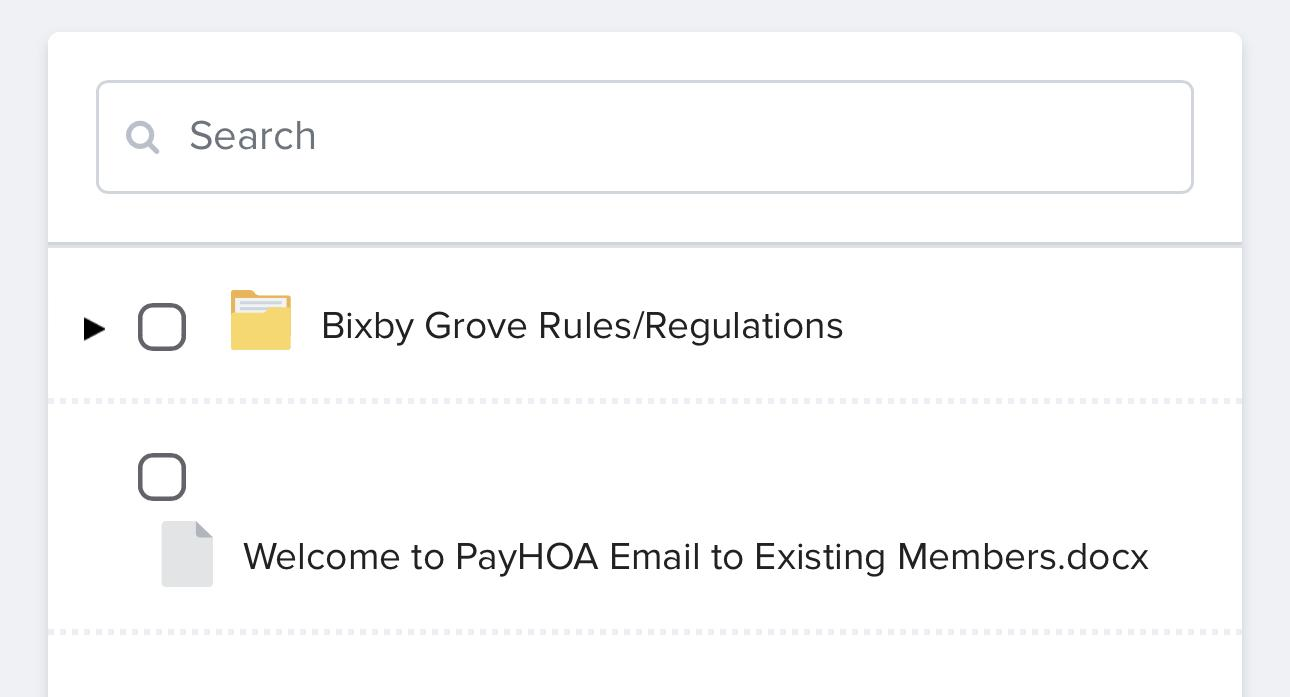 Search
Bixby Grove Rules/Regulations
Welcome to PayHOA Email to Existing Members.docx